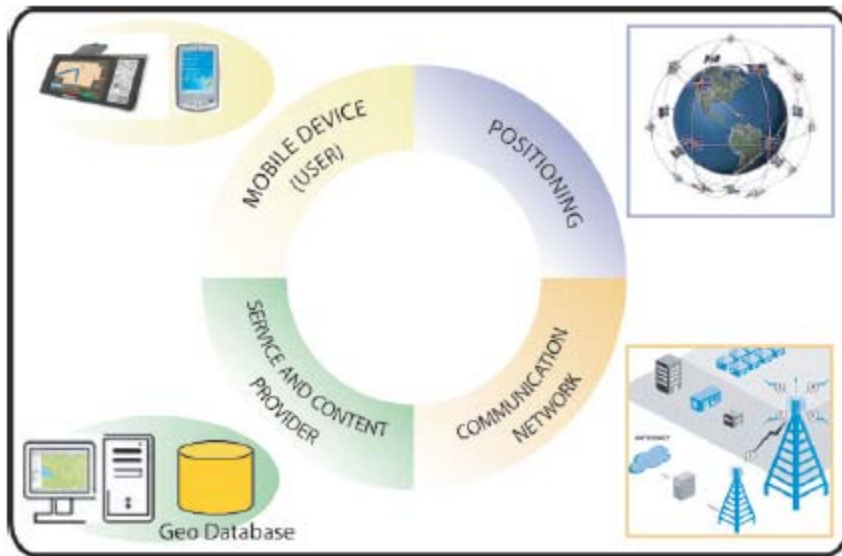 MOBILE DEVICE
(USER)
POSITIONING
SERVICE AND CONTENT
PROVIDER
COMMUNICATION
NETWORK
INTERNET
Geo Database